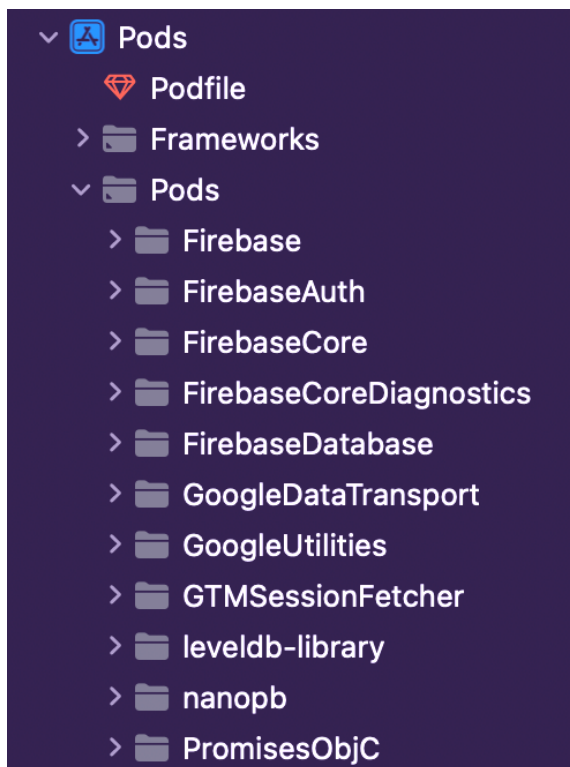 Pods
Podfile
Frameworks
Pods
Firebase
FirebaseAuth
FirebaseCore
FirebaseCoreDiagnostics
FirebaseDatabase
GoogleDataTransport
GoogleUtilities
GTMSessionFetcher
leveldb-library
nanopb
PromisesObjC